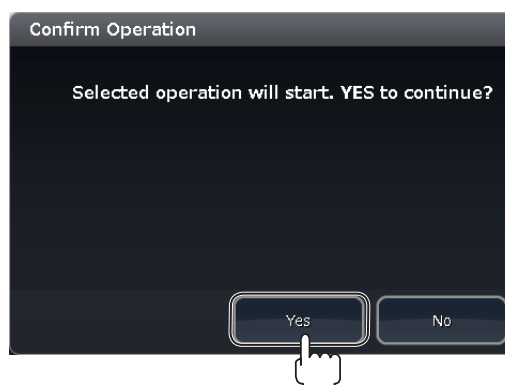 Confirm Operation
Selected operation will start. YES to continue?
Yes
No